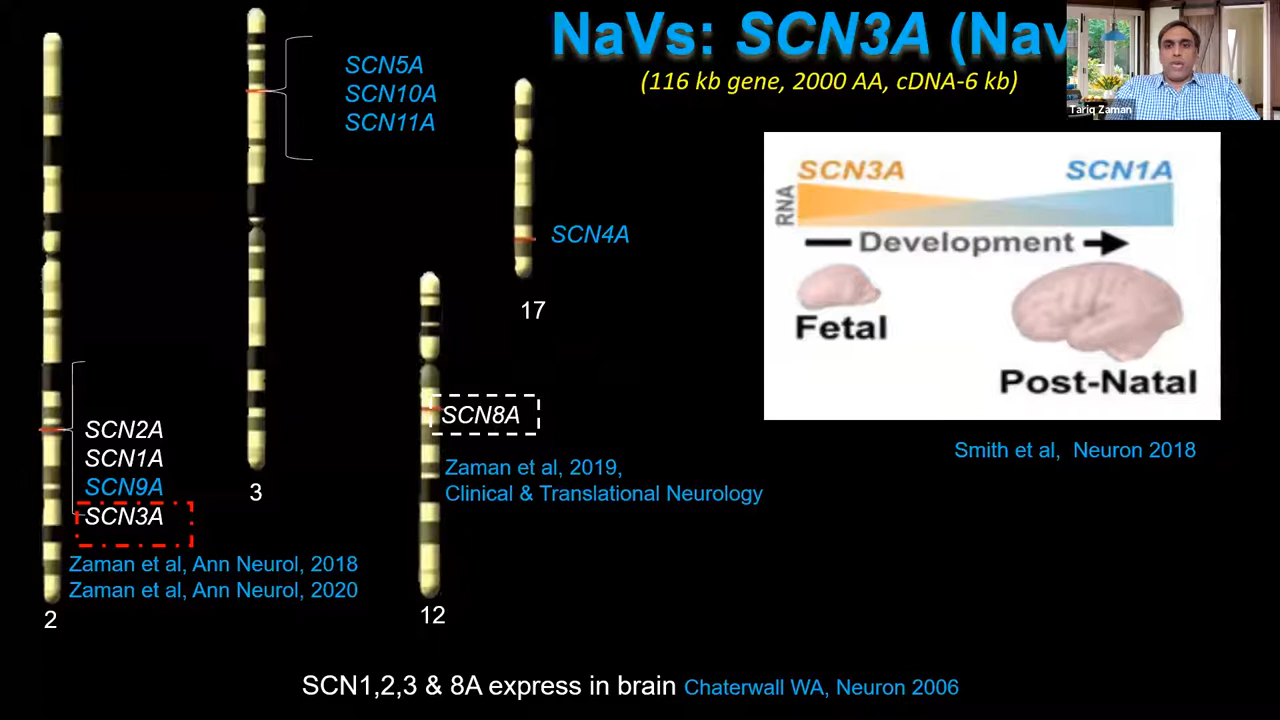 NaVs: SCN3A (Nav
(116 kb gene, 2000 AA, cDNA-6 kb)
Tariq Zaman
SCN5A
SCN10A
SCN11A
SCN4A
17
SCN3A
SCN1A
RNA
Development
Fetal
Post-Natal
Smith et al, Neuron 2018
SCN8A
Zaman et al, 2019,
Clinical & Translational Neurology
SCN2A
SCN1A
SCN9A
SCN3A
3
Zaman et al, Ann Neurol, 2018
Zaman et al, Ann Neurol, 2020
2
12
SCN1,2,3 & 8A express in brain Chaterwall WA, Neuron 2006